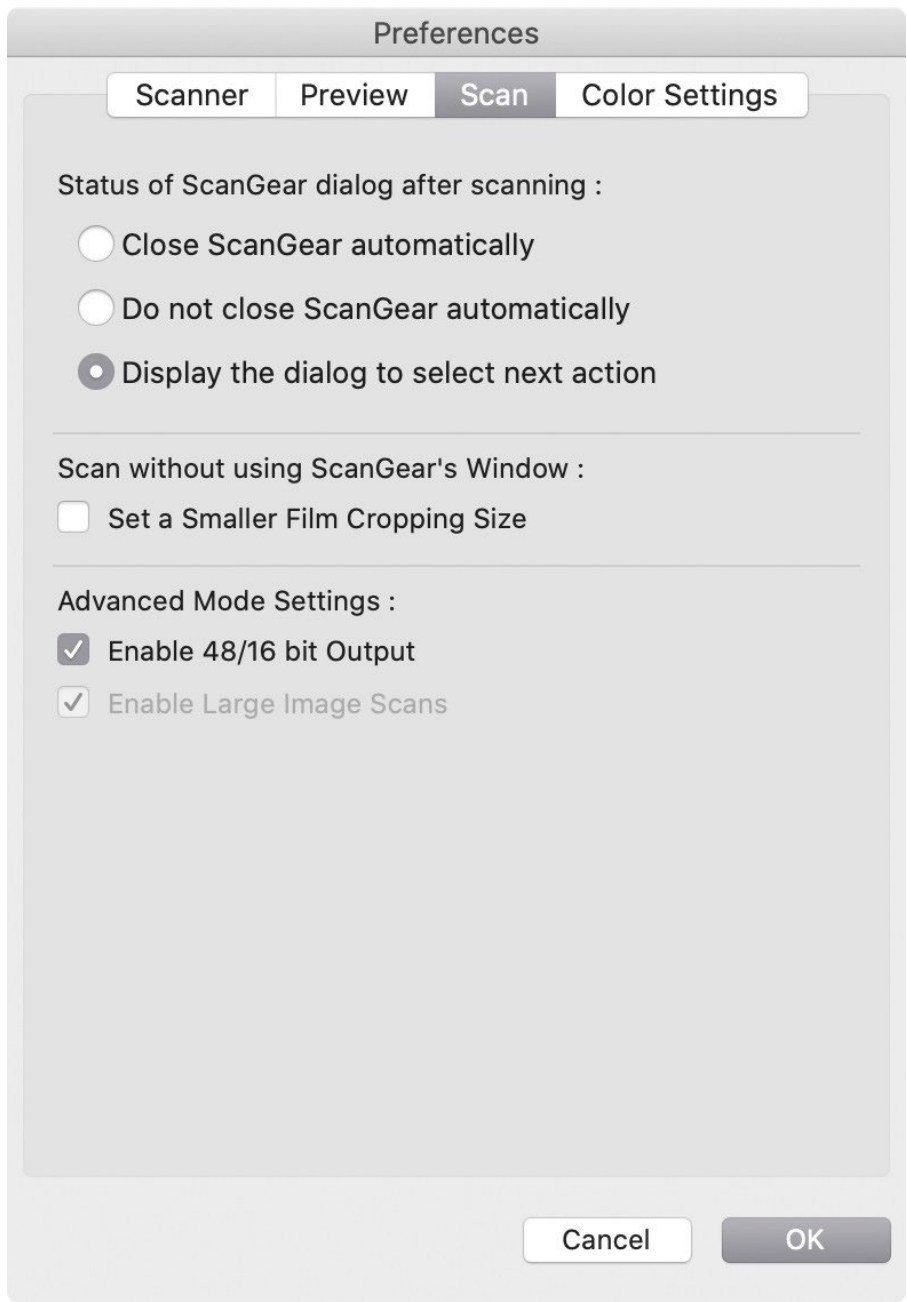 Preferences
Scanner Preview Scan Color Settings
Status of ScanGear dialog after scanning :
Close ScanGear automatically
Do not close ScanGear automatically
Display the dialog to select next action
Scan without using ScanGear's Window :
Set a Smaller Film Cropping Size
Advanced Mode Settings :
Enable 48/16 bit Output
Enable Large Image Scans
Cancel OK